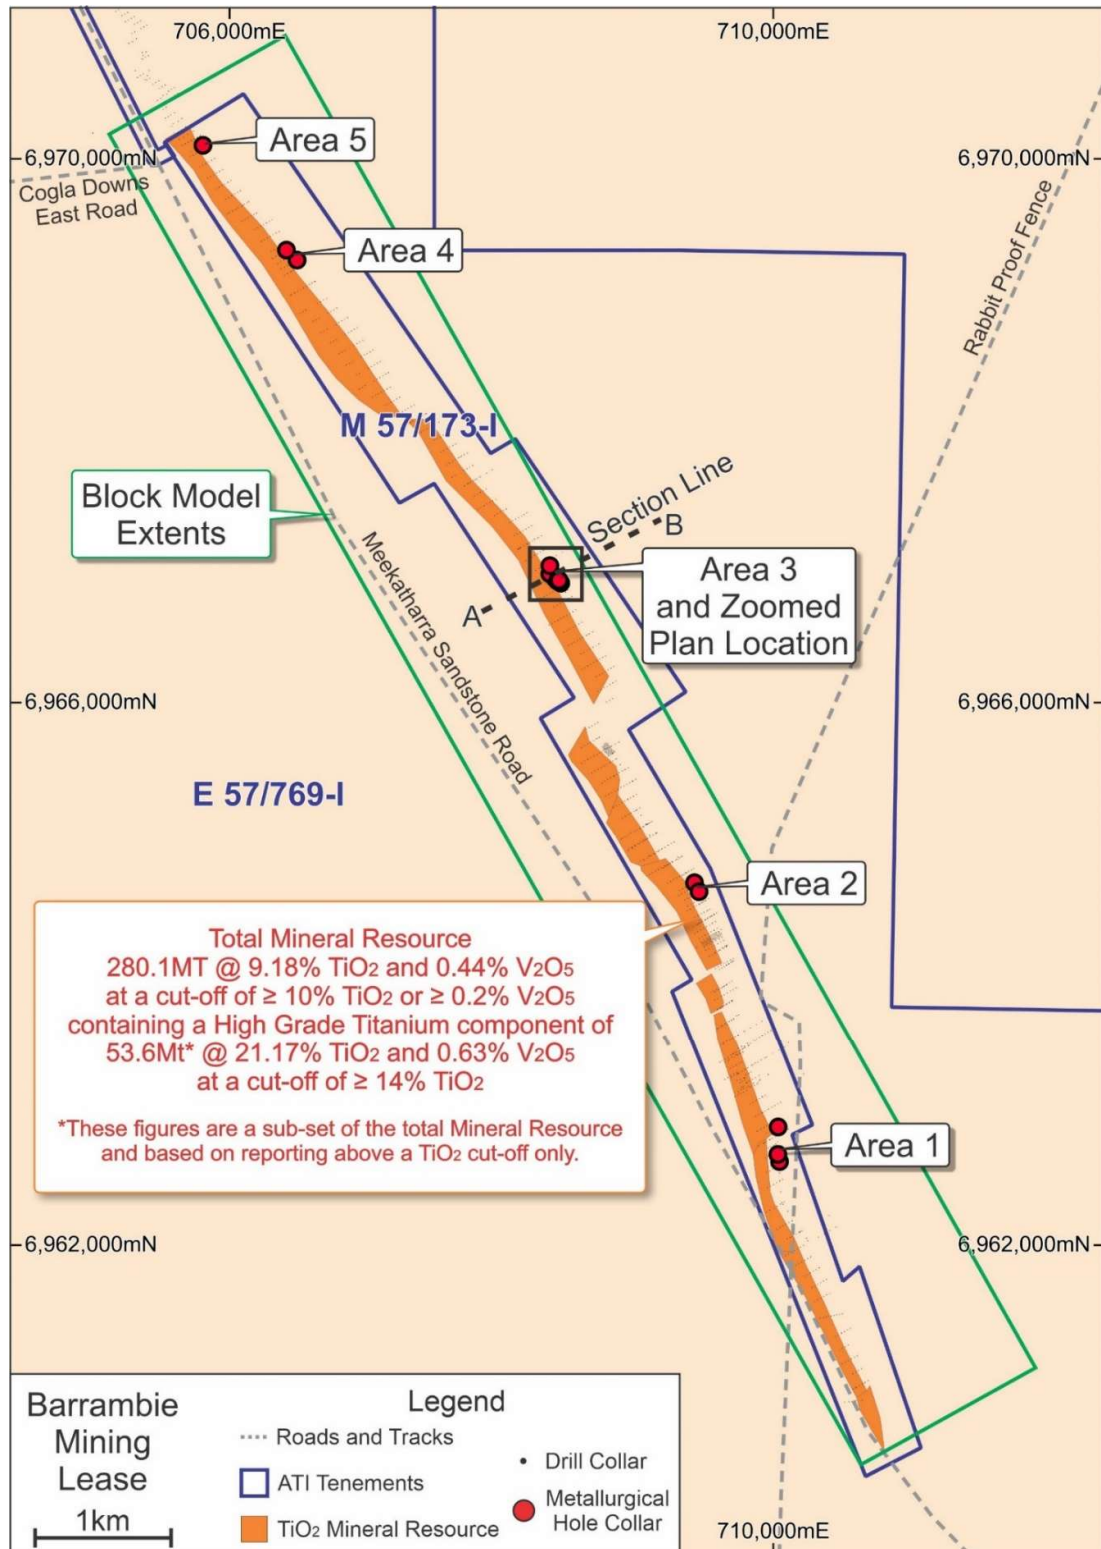 706,000mE
710,000mE
Area 5
6,970,000mN
6,970,000mN
Cogla Downs
East Road
Area 4
Rabbit Proof Fence
M 57/173-I
Block Model
Extents
Section Line
B
Meekatharra Sandstone Road
Area 3
and Zoomed
Plan Location
A
6,966,000mN
6,966,000mN
E 57/769-I
Area 2
Total Mineral Resource
280.1MT @ 9.18% TiO₂ and 0.44% V₂O₅
at a cut-off of ≥ 10% TiO₂ or ≥ 0.2% V₂O₅
containing a High Grade Titanium component of
53.6Mt* @ 21.17% TiO₂ and 0.63% V₂O₅
at a cut-off of ≥ 14% TiO₂
*These figures are a sub-set of the total Mineral Resource
and based on reporting above a TiO₂ cut-off only.
Area 1
6,962,000mN
6,962,000mN
Barrambie
Mining
Lease
1km
Legend
Roads and Tracks
ATI Tenements
TiO₂ Mineral Resource
Drill Collar
Metallurgical
Hole Collar
710,000mE